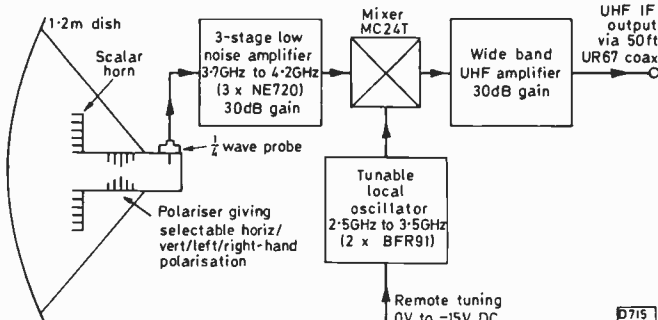 1·2m dish
Scalar
horn
3-stage low
noise amplifier
3·7GHz to 4·2GHz
(3 x NE720)
30dB gain
Mixer
MC24T
Wide band
UHF amplifier
30dB gain
UHF IF
output
via 50ft
UR67 coax
¼ wave probe
Polariser giving
selectable horiz/
vert/left/right-hand
polarisation
Tunable
local
oscillator
2·5GHz to 3·5GHz
(2 x BFR91)
Remote tuning
0V to -15V DC
D715